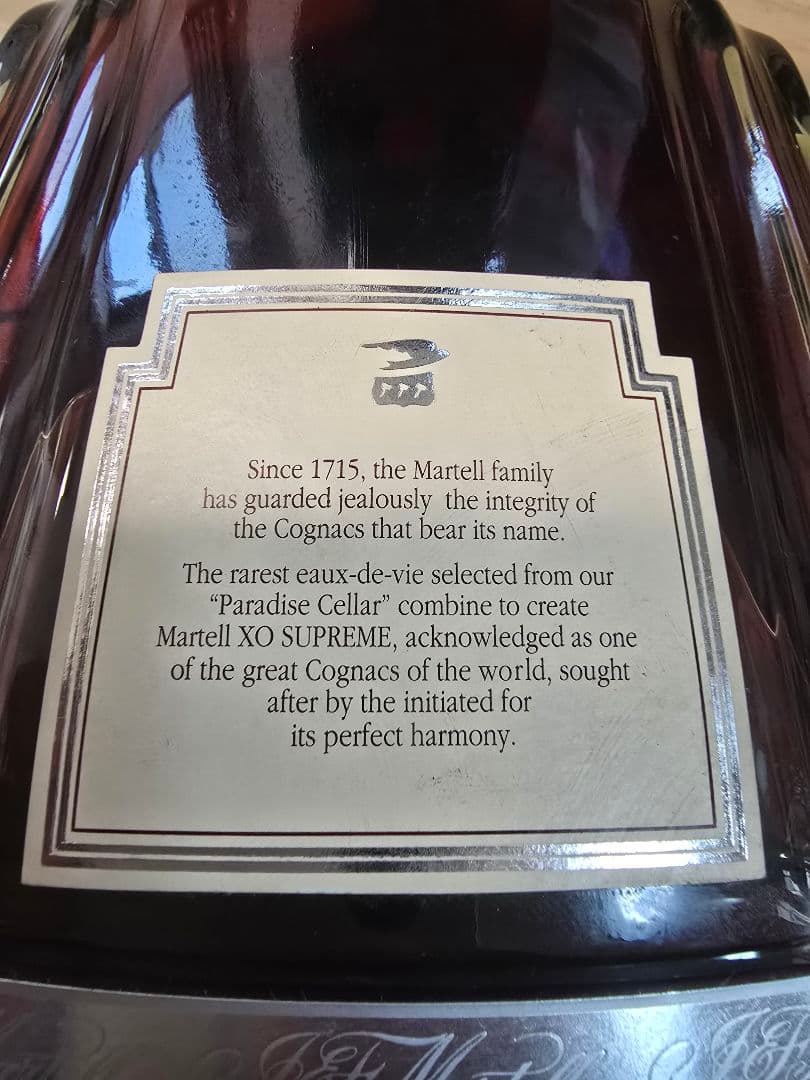 Since 1715, the Martell family
has guarded jealously the integrity of
the Cognacs that bear its name.
The rarest eaux-de-vie selected from our
“Paradise Cellar” combine to create
Martell XO SUPREME, acknowledged as one
of the great Cognacs of the world, sought
after by the initiated for
its perfect harmony.